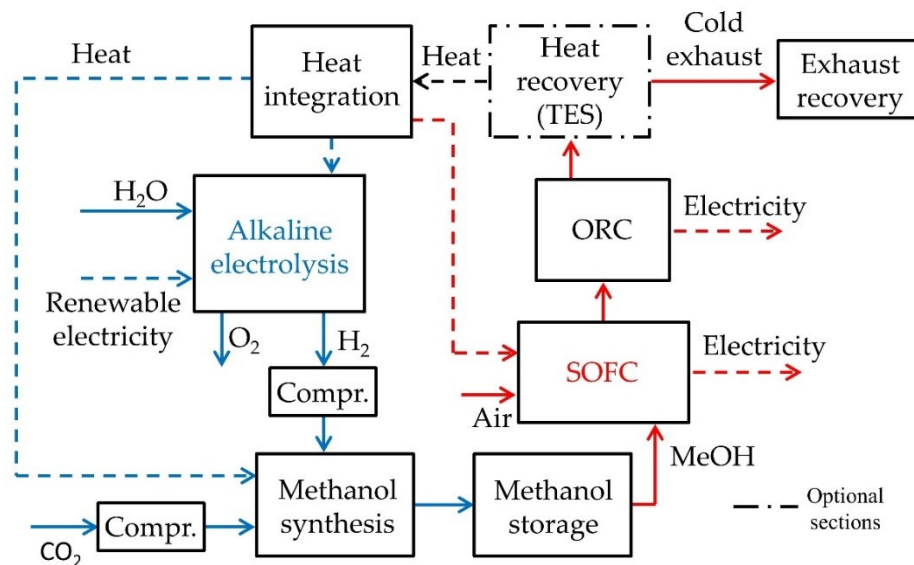 Heat
Heat
integration
Heat
Heat
recovery
(TES)
Cold
exhaust
Exhaust
recovery
H₂O
Alkaline
electrolysis
Renewable
electricity
O₂
H₂
Compr.
ORC
Electricity
SOFC
Electricity
Air
MeOH
Methanol
synthesis
Methanol
storage
CO₂
Compr.
Optional
sections